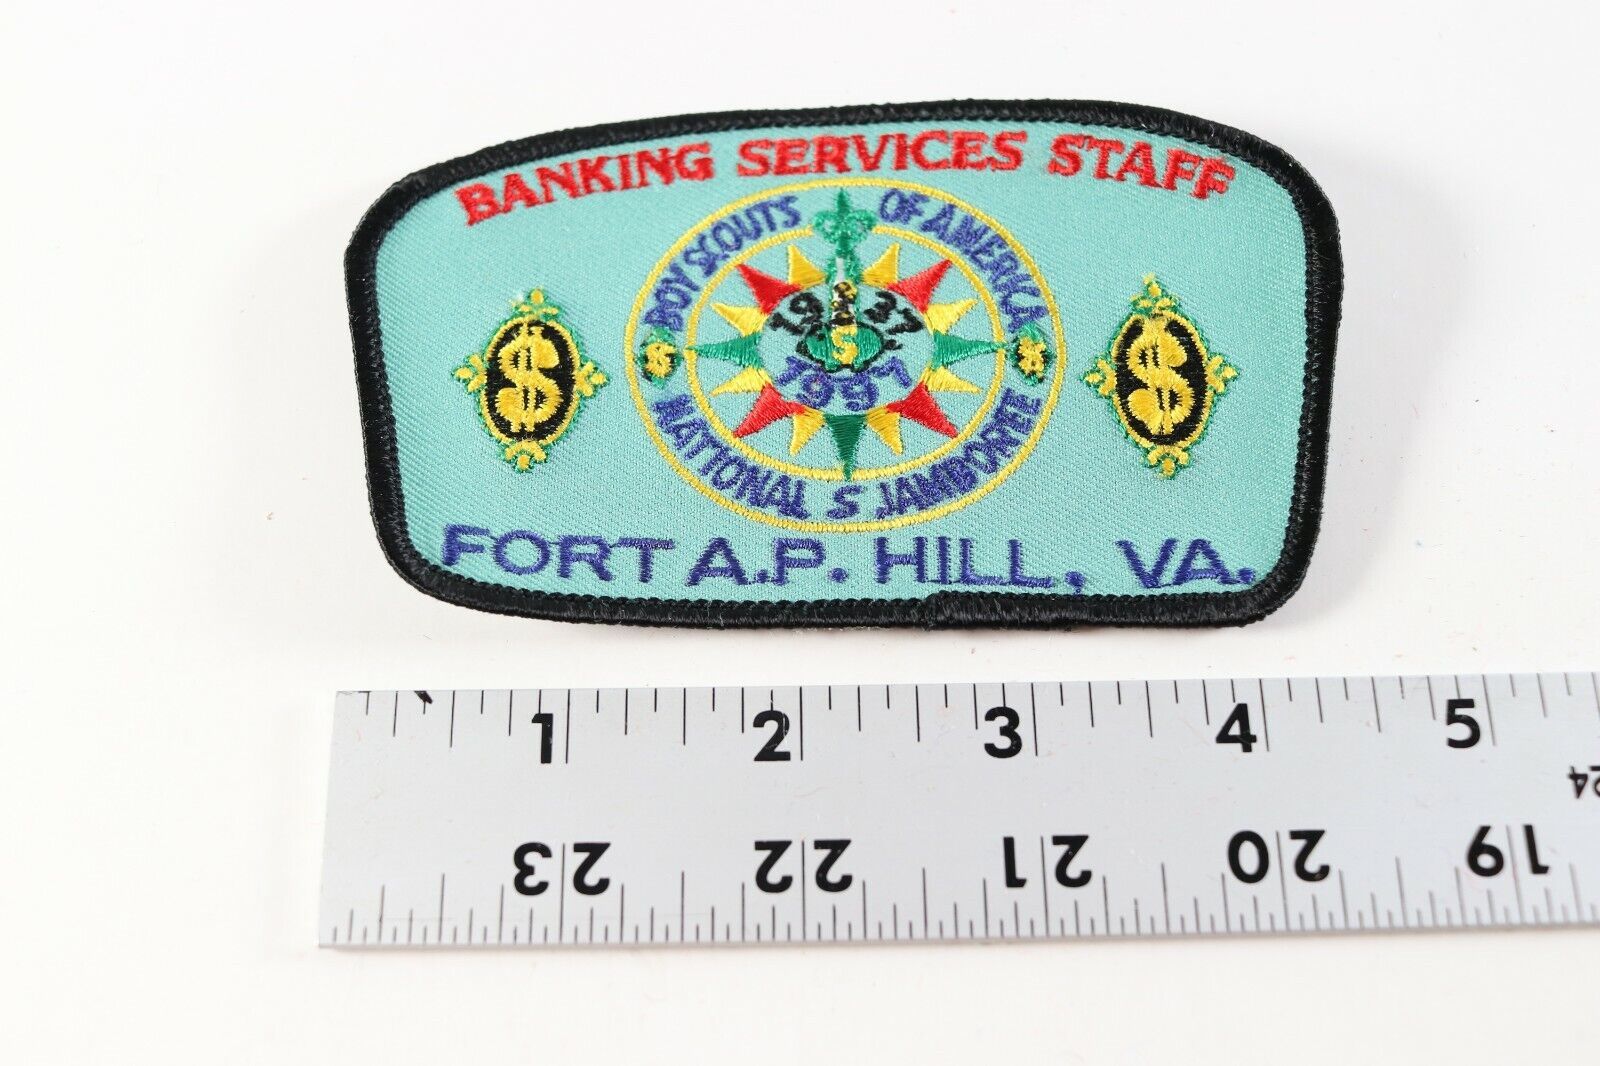 BANKING SERVICES STAFF
BOY SCOUTS OF AMERICA
1937
1997
$ $
NATIONAL S JAMBOREE
FORT A.P. HILL, VA.
1 2 3 4 5
24
23 22 21 20 19